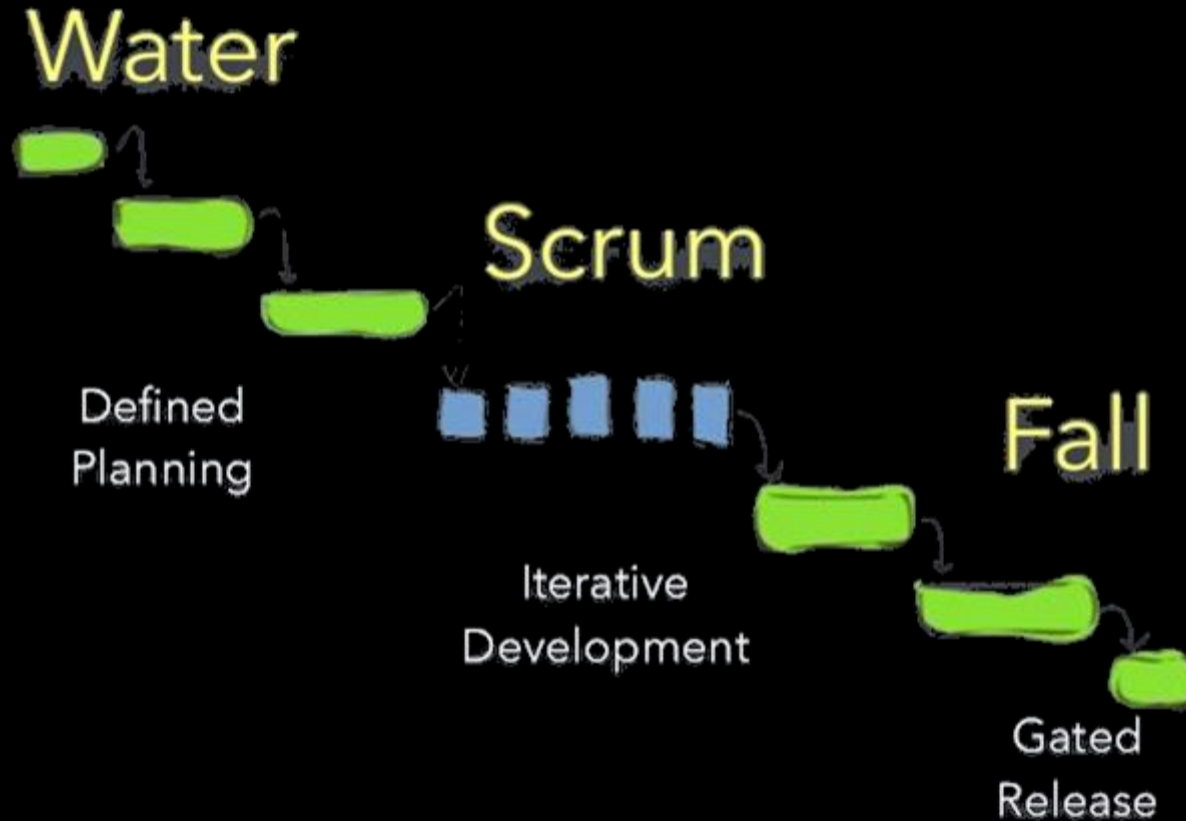 Water
Scrum
Defined
Planning
Fall
Iterative
Development
Gated
Release